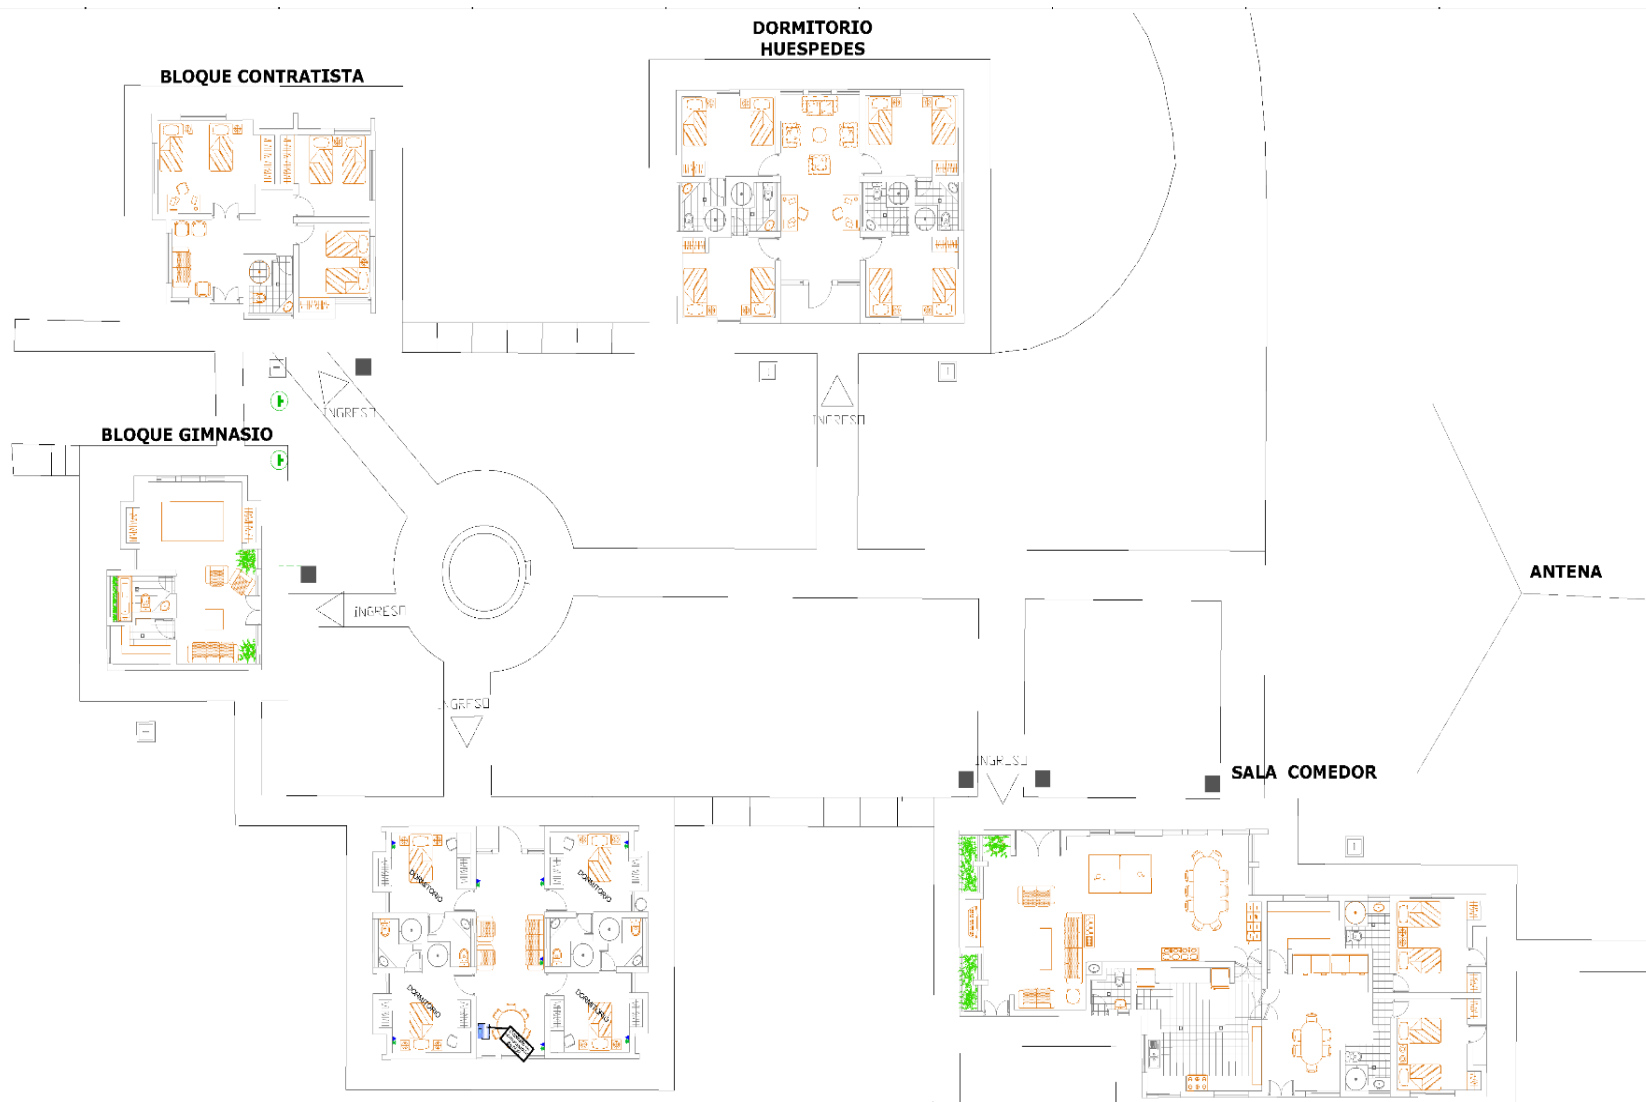 DORMITORIO
HUESPEDES
BLOQUE CONTRATISTA
INGRESO
INGRESO
BLOQUE GIMNASIO
ANTENA
INGRESO
INGRESO
INGRESO
SALA COMEDOR
DORMITORIO
DORMITORIO
DORMITORIO
DORMITORIO